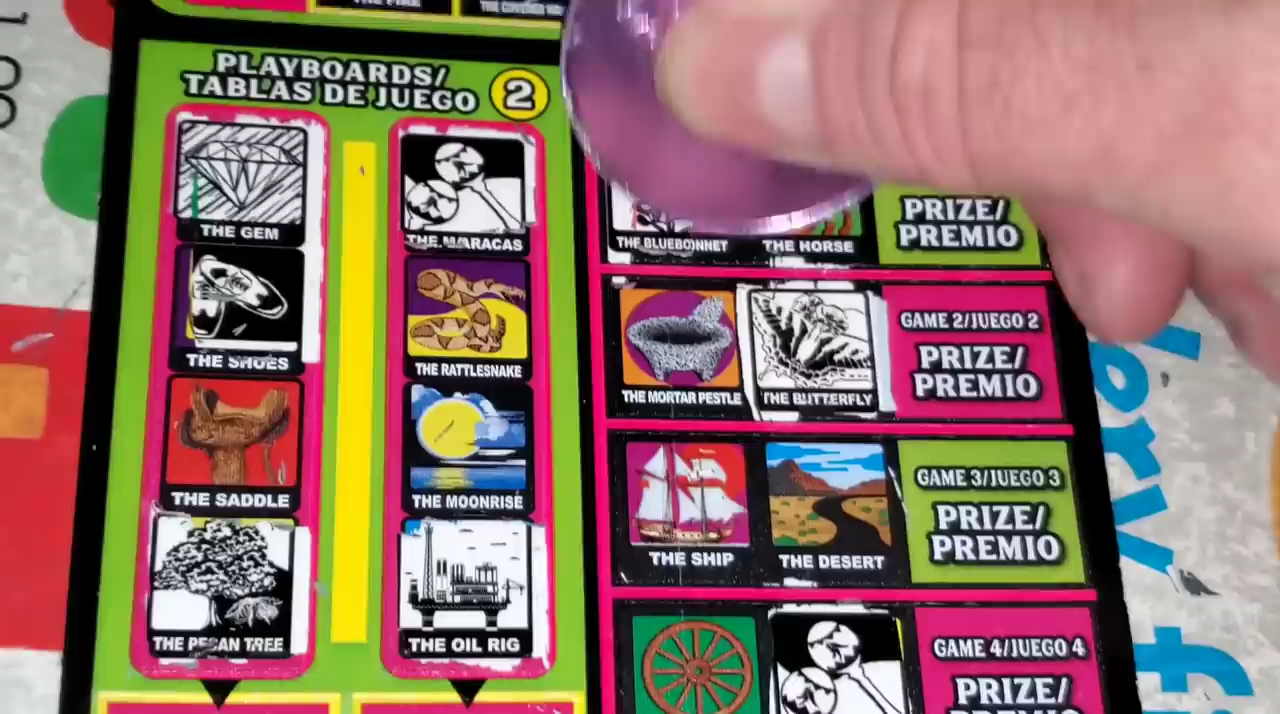 PLAYBOARDS/
TABLAS DE JUEGO 2
THE GEM
THE SHOES
THE SADDLE
THE PECAN TREE
THE MARACAS
THE RATTLESNAKE
THE MOONRISE
THE OIL RIG
THE BLUEBONNET
THE HORSE
PRIZE/
PREMIO
THE MORTAR PESTLE
THE BUTTERFLY
GAME 2/JUEGO 2
PRIZE/
PREMIO
THE SHIP
THE DESERT
GAME 3/JUEGO 3
PRIZE/
PREMIO
GAME 4/JUEGO 4
PRIZE/